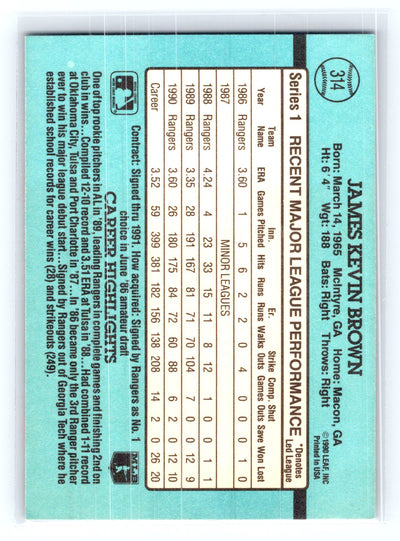 314
JAMES KEVIN BROWN
Born: March 14, 1965 McIntyre, GA Home: Macon, GA
Ht: 6' 4" Wgt: 188 Bats: Right Throws: Right
© 1990 LEAF, INC.
Printed in USA
Series 1 RECENT MAJOR LEAGUE PERFORMANCE *Denotes Led League
Team Inn. Er. Strike Comp. Shut
Year Name ERA Games Pitched Hits Runs Runs Walks Outs Games Outs Save Won Lost
1986 Rangers 3.60 1 5 6 2 2 0 4 0 0 0 1 0
1987 MINOR LEAGUES
1988 Rangers 4.24 4 23 33 15 11 8 12 1 0 0 1 1
1989 Rangers 3.35 28 191 167 81 71 70 104 7 0 0 12 9
1990 Rangers 3.60 26 180 175 84 72 60 88 6 2 0 12 10
Career 3.52 59 399 381 182 156 138 208 14 2 0 26 20
Contract: Signed thru 1991. How acquired: Signed by Rangers as No. 1
choice in June '86 amateur draft
CAREER HIGHLIGHTS
MLB
One of top rookie pitchers in AL in '89, leading Rangers in complete games and finishing 2nd on
club in wins...Compiled 12-10 record and 3.51 ERA at Tulsa in '88...Had combined 1-11 record
at Oklahoma City, Tulsa and Port Charlotte in '87...In '86 became only the 3rd Ranger pitcher
ever to win his major league debut start...Signed by Rangers out of Georgia Tech where he
established school records for career wins (28) and strikeouts (249).